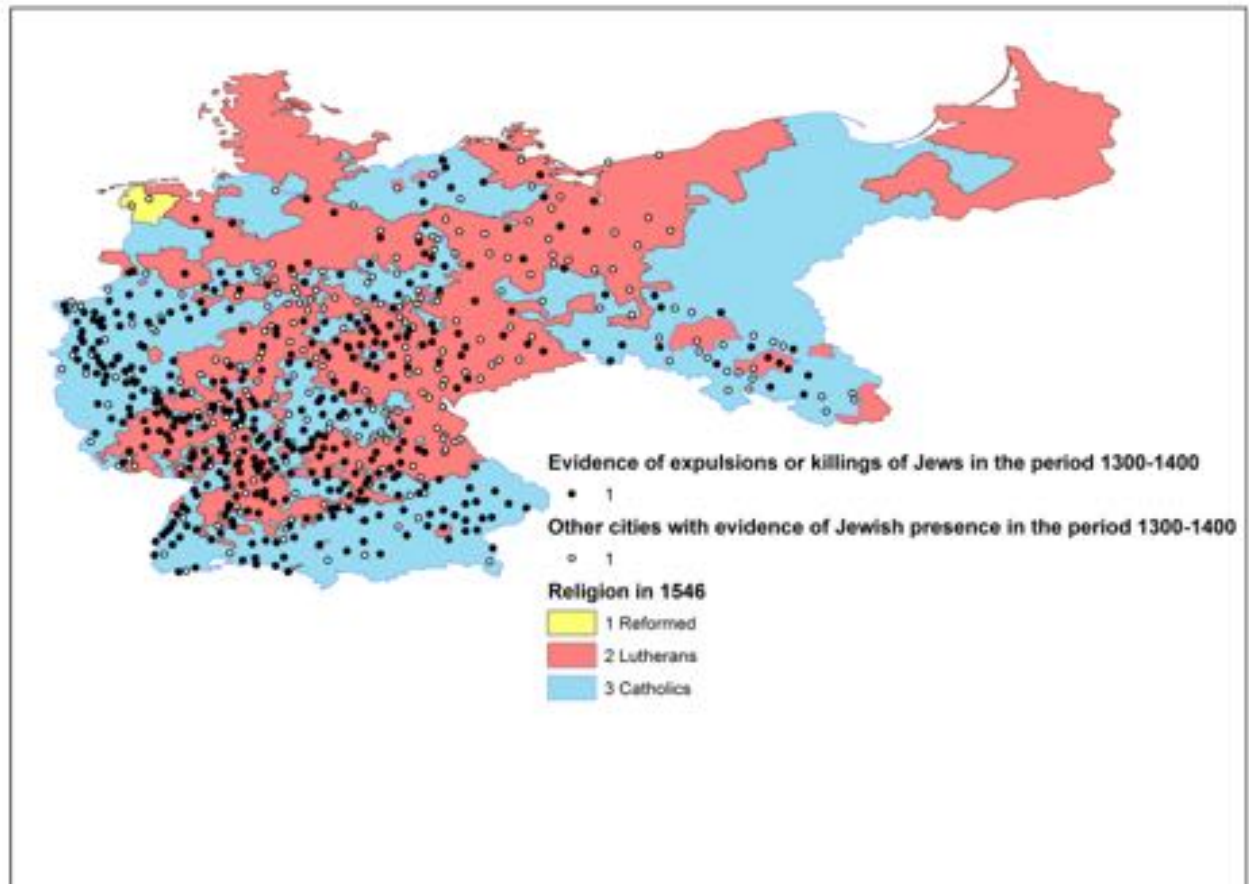 Evidence of expulsions or killings of Jews in the period 1300-1400
1
Other cities with evidence of Jewish presence in the period 1300-1400
1
Religion in 1546
1 Reformed
2 Lutherans
3 Catholics